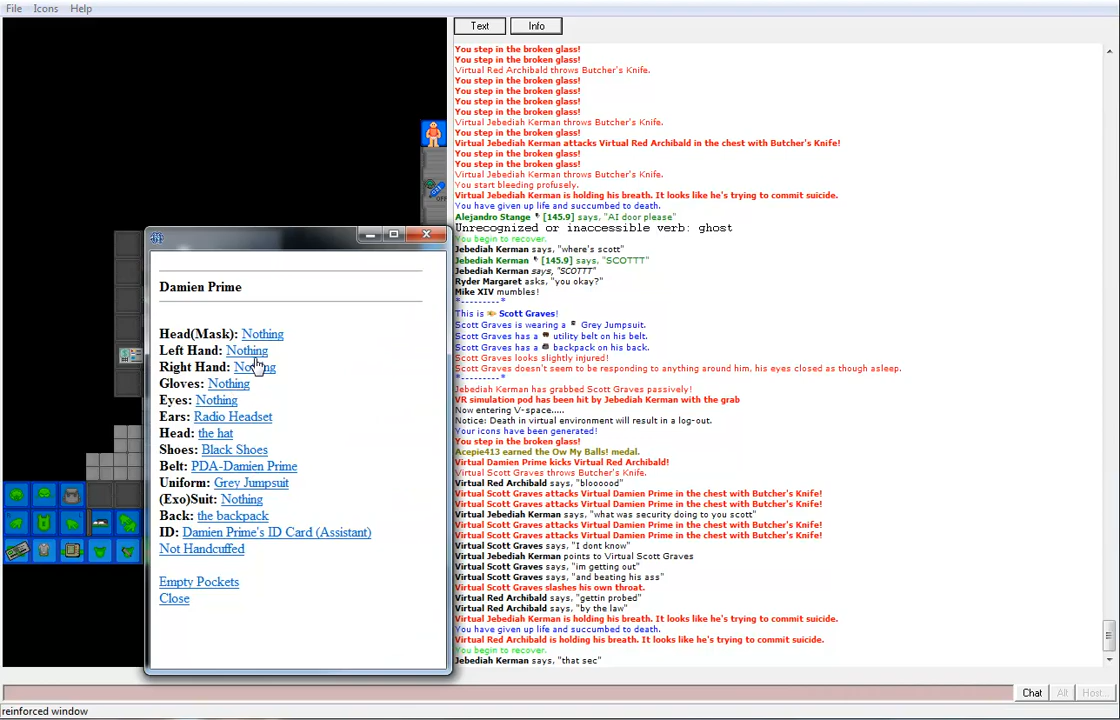 File Icons Help
Text Info
You step in the broken glass!
You step in the broken glass!
Virtual Red Archibald throws Butcher's Knife.
You step in the broken glass!
You step in the broken glass!
You step in the broken glass!
You step in the broken glass!
Virtual Jebediah Kerman throws Butcher's Knife.
You step in the broken glass!
Virtual Jebediah Kerman attacks Virtual Red Archibald in the chest with Butcher's Knife!
You step in the broken glass!
You step in the broken glass!
Virtual Jebediah Kerman throws Butcher's Knife.
You start bleeding profusely.
Virtual Jebediah Kerman is holding his breath. It looks like he's trying to commit suicide.
You have given up life and succumbed to death.
Alejandro Stange [145.9] says, "AI door please"
Unrecognized or inaccessible verb: ghost
You begin to recover.
Jebediah Kerman says, "where's scott"
Jebediah Kerman [145.9] says, "SCOTTT"
Jebediah Kerman says, "SCOTTT"
Ryder Margaret asks, "you okay?"
Mike XIV mumbles!
*---------*
This is Scott Graves!
Scott Graves is wearing a Grey Jumpsuit.
Scott Graves has a utility belt on his belt.
Scott Graves has a backpack on his back.
Scott Graves looks slightly injured!
Scott Graves doesn't seem to be responding to anything around him, his eyes closed as though asleep.
*---------*
Jebediah Kerman has grabbed Scott Graves passively!
VR simulation pod has been hit by Jebediah Kerman with the grab
Now entering V-space.....
Notice: Death in virtual environment will result in a log-out.
Your icons have been generated!
You step in the broken glass!
Acepie413 earned the Ow My Balls! medal.
Virtual Damien Prime kicks Virtual Red Archibald!
Virtual Scott Graves throws Butcher's Knife.
Virtual Red Archibald says, "bloooood"
Virtual Scott Graves attacks Virtual Damien Prime in the chest with Butcher's Knife!
Virtual Scott Graves attacks Virtual Damien Prime in the chest with Butcher's Knife!
Virtual Jebediah Kerman says, "what was security doing to you scott"
Virtual Scott Graves attacks Virtual Damien Prime in the chest with Butcher's Knife!
Virtual Scott Graves attacks Virtual Damien Prime in the chest with Butcher's Knife!
Virtual Scott Graves says, "I dont know"
Virtual Jebediah Kerman points to Virtual Scott Graves
Virtual Scott Graves says, "im getting out"
Virtual Scott Graves says, "and beating his ass"
Virtual Scott Graves slashes his own throat.
Virtual Red Archibald says, "gettin probed"
Virtual Red Archibald says, "by the law"
Virtual Jebediah Kerman is holding his breath. It looks like he's trying to commit suicide.
You have given up life and succumbed to death.
Virtual Red Archibald is holding his breath. It looks like he's trying to commit suicide.
You begin to recover.
Jebediah Kerman says, "that sec"
OFF
Damien Prime
Head(Mask): Nothing
Left Hand: Nothing
Right Hand: Nothing
Gloves: Nothing
Eyes: Nothing
Ears: Radio Headset
Head: the hat
Shoes: Black Shoes
Belt: PDA-Damien Prime
Uniform: Grey Jumpsuit
(Exo)Suit: Nothing
Back: the backpack
ID: Damien Prime's ID Card (Assistant)
Not Handcuffed
Empty Pockets
Close
Chat Alt Host...
reinforced window